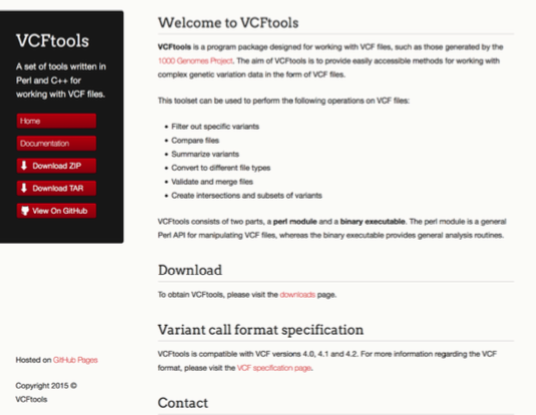 VCFtools
A set of tools written in
Perl and C++ for
working with VCF files.
Home
Documentation
Download ZIP
Download TAR
View On GitHub
Hosted on GitHub Pages
Copyright 2015 ©
VCFtools
Welcome to VCFtools
VCFtools is a program package designed for working with VCF files, such as those generated by the
1000 Genomes Project. The aim of VCFtools is to provide easily accessible methods for working with
complex genetic variation data in the form of VCF files.
This toolset can be used to perform the following operations on VCF files:
• Filter out specific variants
• Compare files
• Summarize variants
• Convert to different file types
• Validate and merge files
• Create intersections and subsets of variants
VCFtools consists of two parts, a perl module and a binary executable. The perl module is a general
Perl API for manipulating VCF files, whereas the binary executable provides general analysis routines.
Download
To obtain VCFtools, please visit the downloads page.
Variant call format specification
VCFtools is compatible with VCF versions 4.0, 4.1 and 4.2. For more information regarding the VCF
format, please visit the VCF specification page.
Contact